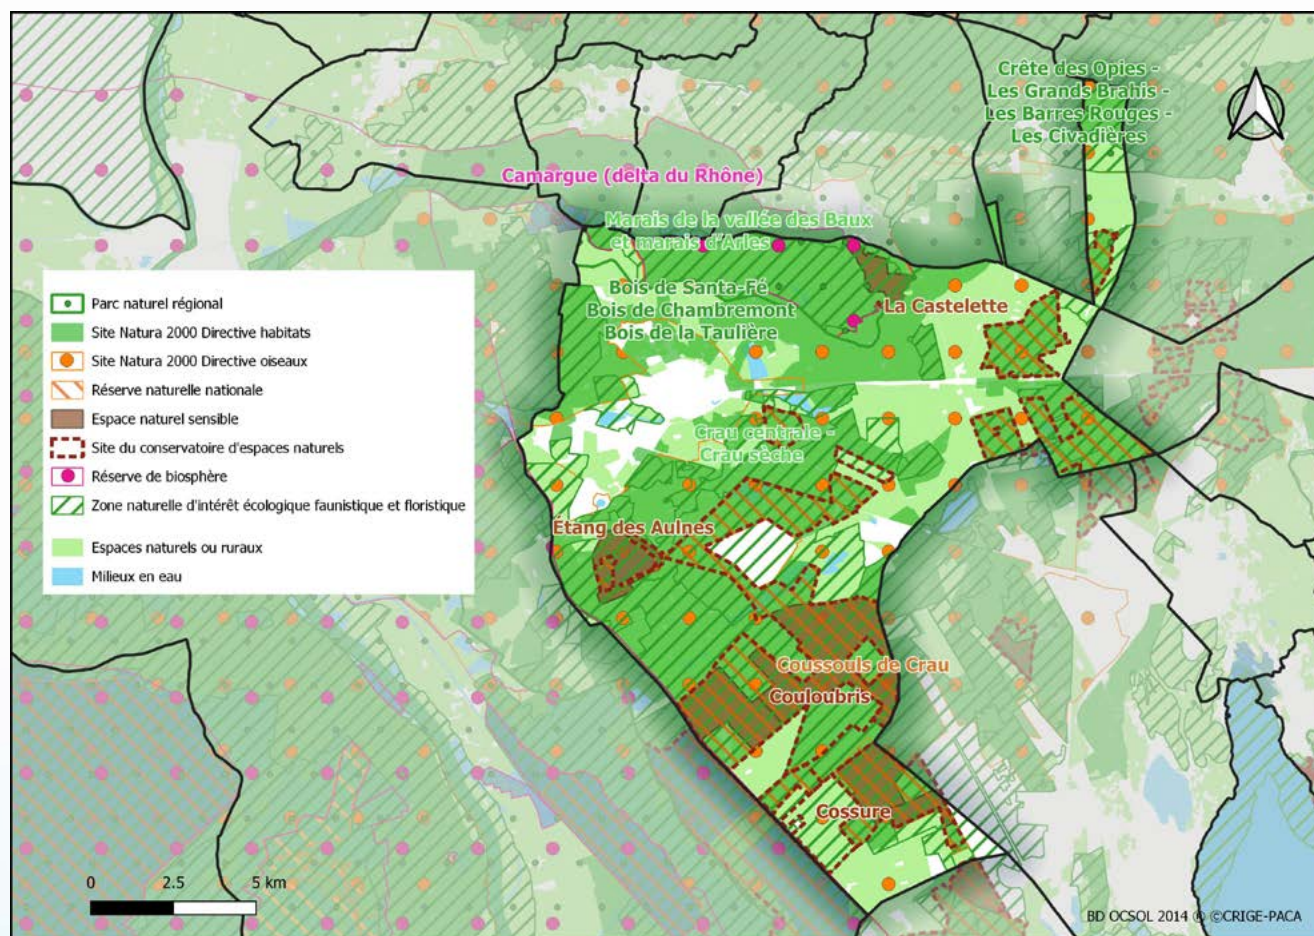 Crête des Opies -
Les Grands Brahis -
Les Barres Rouges -
Les Civadières
Camargue (delta du Rhône)
Marais de la vallée des Baux
et marais d'Arles
Bois de Santa-Fé
Bois de Chambremont
Bois de la Taulière
La Castelette
Parc naturel régional
Site Natura 2000 Directive habitats
Site Natura 2000 Directive oiseaux
Réserve naturelle nationale
Espace naturel sensible
Site du conservatoire d'espaces naturels
Réserve de biosphère
Zone naturelle d'intérêt écologique faunistique et floristique
Espaces naturels ou ruraux
Milieux en eau
Crau centrale -
Crau sèche
Étang des Aulnes
Coussouls de Crau
Couloubris
Cossure
0 2.5 5 km
BD OCSOL 2014 © ©CRIGE-PACA